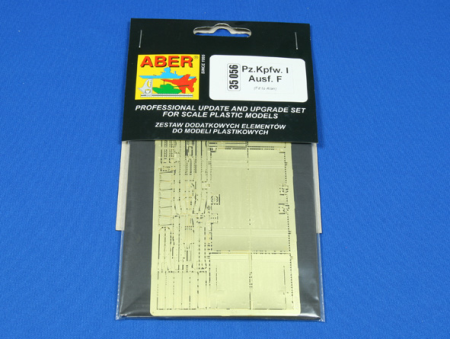 ABER
SINCE 1995
35 056
Pz.Kpfw. I
Ausf. F
PROFESSIONAL UPDATE AND UPGRADE SET
FOR SCALE PLASTIC MODELS
ZESTAW DODATKOWYCH ELEMENTÓW
DO MODELI PLASTIKOWYCH